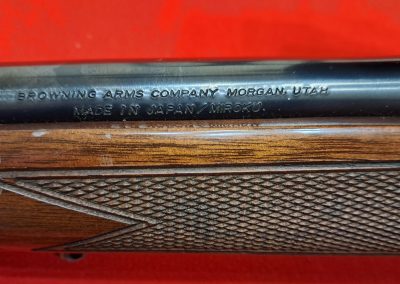 BROWNING ARMS COMPANY MORGAN, UTAH
MADE IN JAPAN/MIROKU